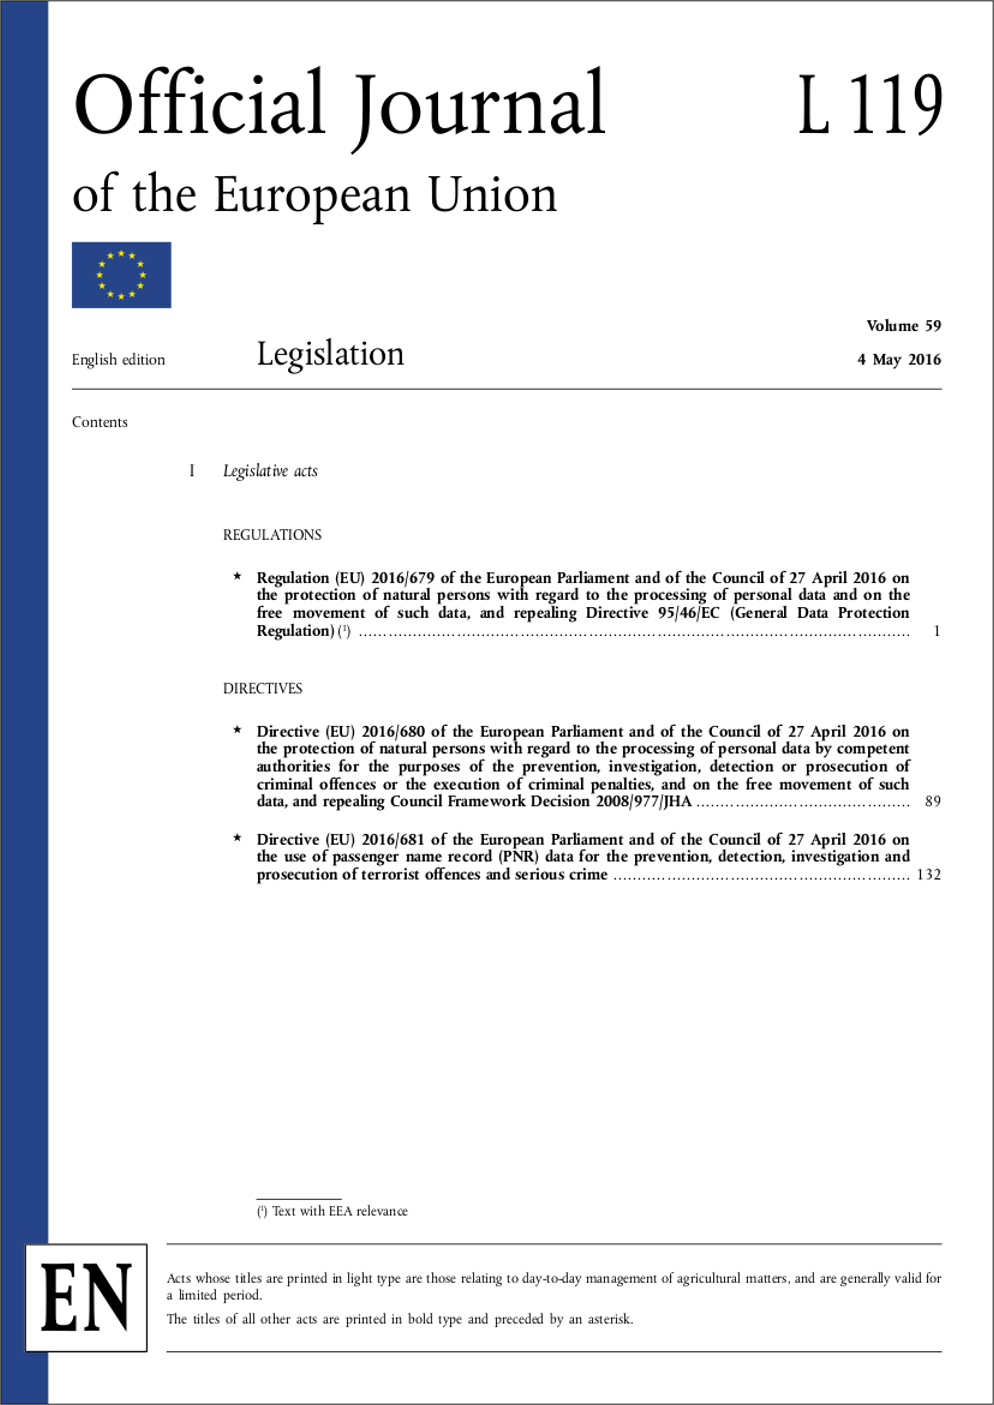 Official Journal L 119
of the European Union
Volume 59
English edition Legislation 4 May 2016
Contents
I Legislative acts
REGULATIONS
★ Regulation (EU) 2016/679 of the European Parliament and of the Council of 27 April 2016 on
the protection of natural persons with regard to the processing of personal data and on the
free movement of such data, and repealing Directive 95/46/EC (General Data Protection
Regulation) (¹) .................................................................................................................. 1
DIRECTIVES
★ Directive (EU) 2016/680 of the European Parliament and of the Council of 27 April 2016 on
the protection of natural persons with regard to the processing of personal data by competent
authorities for the purposes of the prevention, investigation, detection or prosecution of
criminal offences or the execution of criminal penalties, and on the free movement of such
data, and repealing Council Framework Decision 2008/977/JHA ............................................ 89
★ Directive (EU) 2016/681 of the European Parliament and of the Council of 27 April 2016 on
the use of passenger name record (PNR) data for the prevention, detection, investigation and
prosecution of terrorist offences and serious crime ............................................................. 132
(¹) Text with EEA relevance
EN
Acts whose titles are printed in light type are those relating to day-to-day management of agricultural matters, and are generally valid for
a limited period.
The titles of all other acts are printed in bold type and preceded by an asterisk.